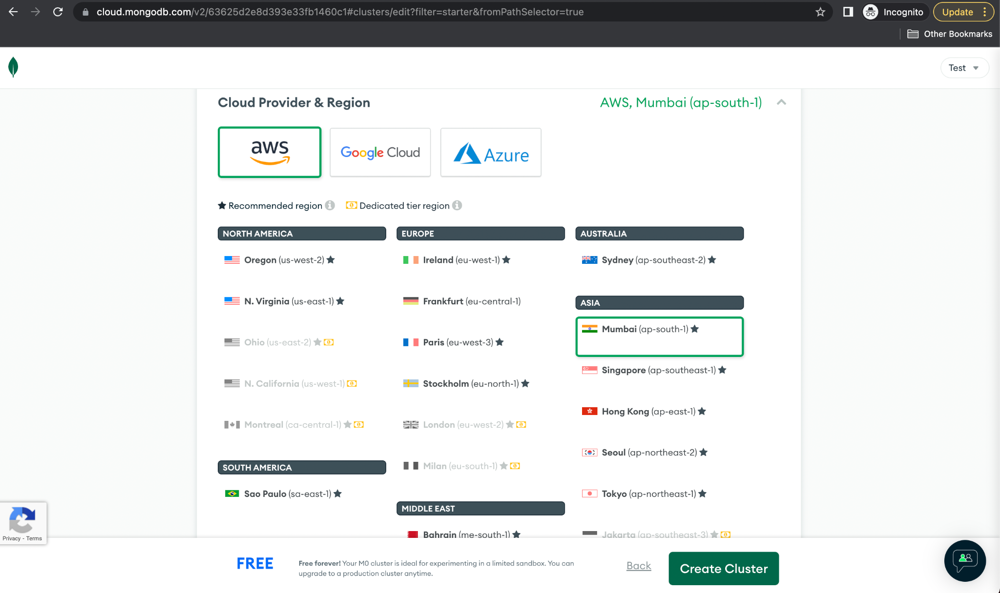 cloud.mongodb.com/v2/63625d2e8d393e33fb1460c1#clusters/edit?filter=starter&fromPathSelector=true
Incognito
Update
Other Bookmarks
Test
Cloud Provider & Region
AWS, Mumbai (ap-south-1)
aws
Google Cloud
Azure
Recommended region
Dedicated tier region
NORTH AMERICA
Oregon (us-west-2)
N. Virginia (us-east-1)
Ohio (us-east-2)
N. California (us-west-1)
Montreal (ca-central-1)
SOUTH AMERICA
Sao Paulo (sa-east-1)
EUROPE
Ireland (eu-west-1)
Frankfurt (eu-central-1)
Paris (eu-west-3)
Stockholm (eu-north-1)
London (eu-west-2)
Milan (eu-south-1)
MIDDLE EAST
Bahrain (me-south-1)
AUSTRALIA
Sydney (ap-southeast-2)
ASIA
Mumbai (ap-south-1)
Singapore (ap-southeast-1)
Hong Kong (ap-east-1)
Seoul (ap-northeast-2)
Tokyo (ap-northeast-1)
Jakarta (ap-southeast-3)
Privacy - Terms
FREE
Free forever! Your M0 cluster is ideal for experimenting in a limited sandbox. You can
upgrade to a production cluster anytime.
Back
Create Cluster